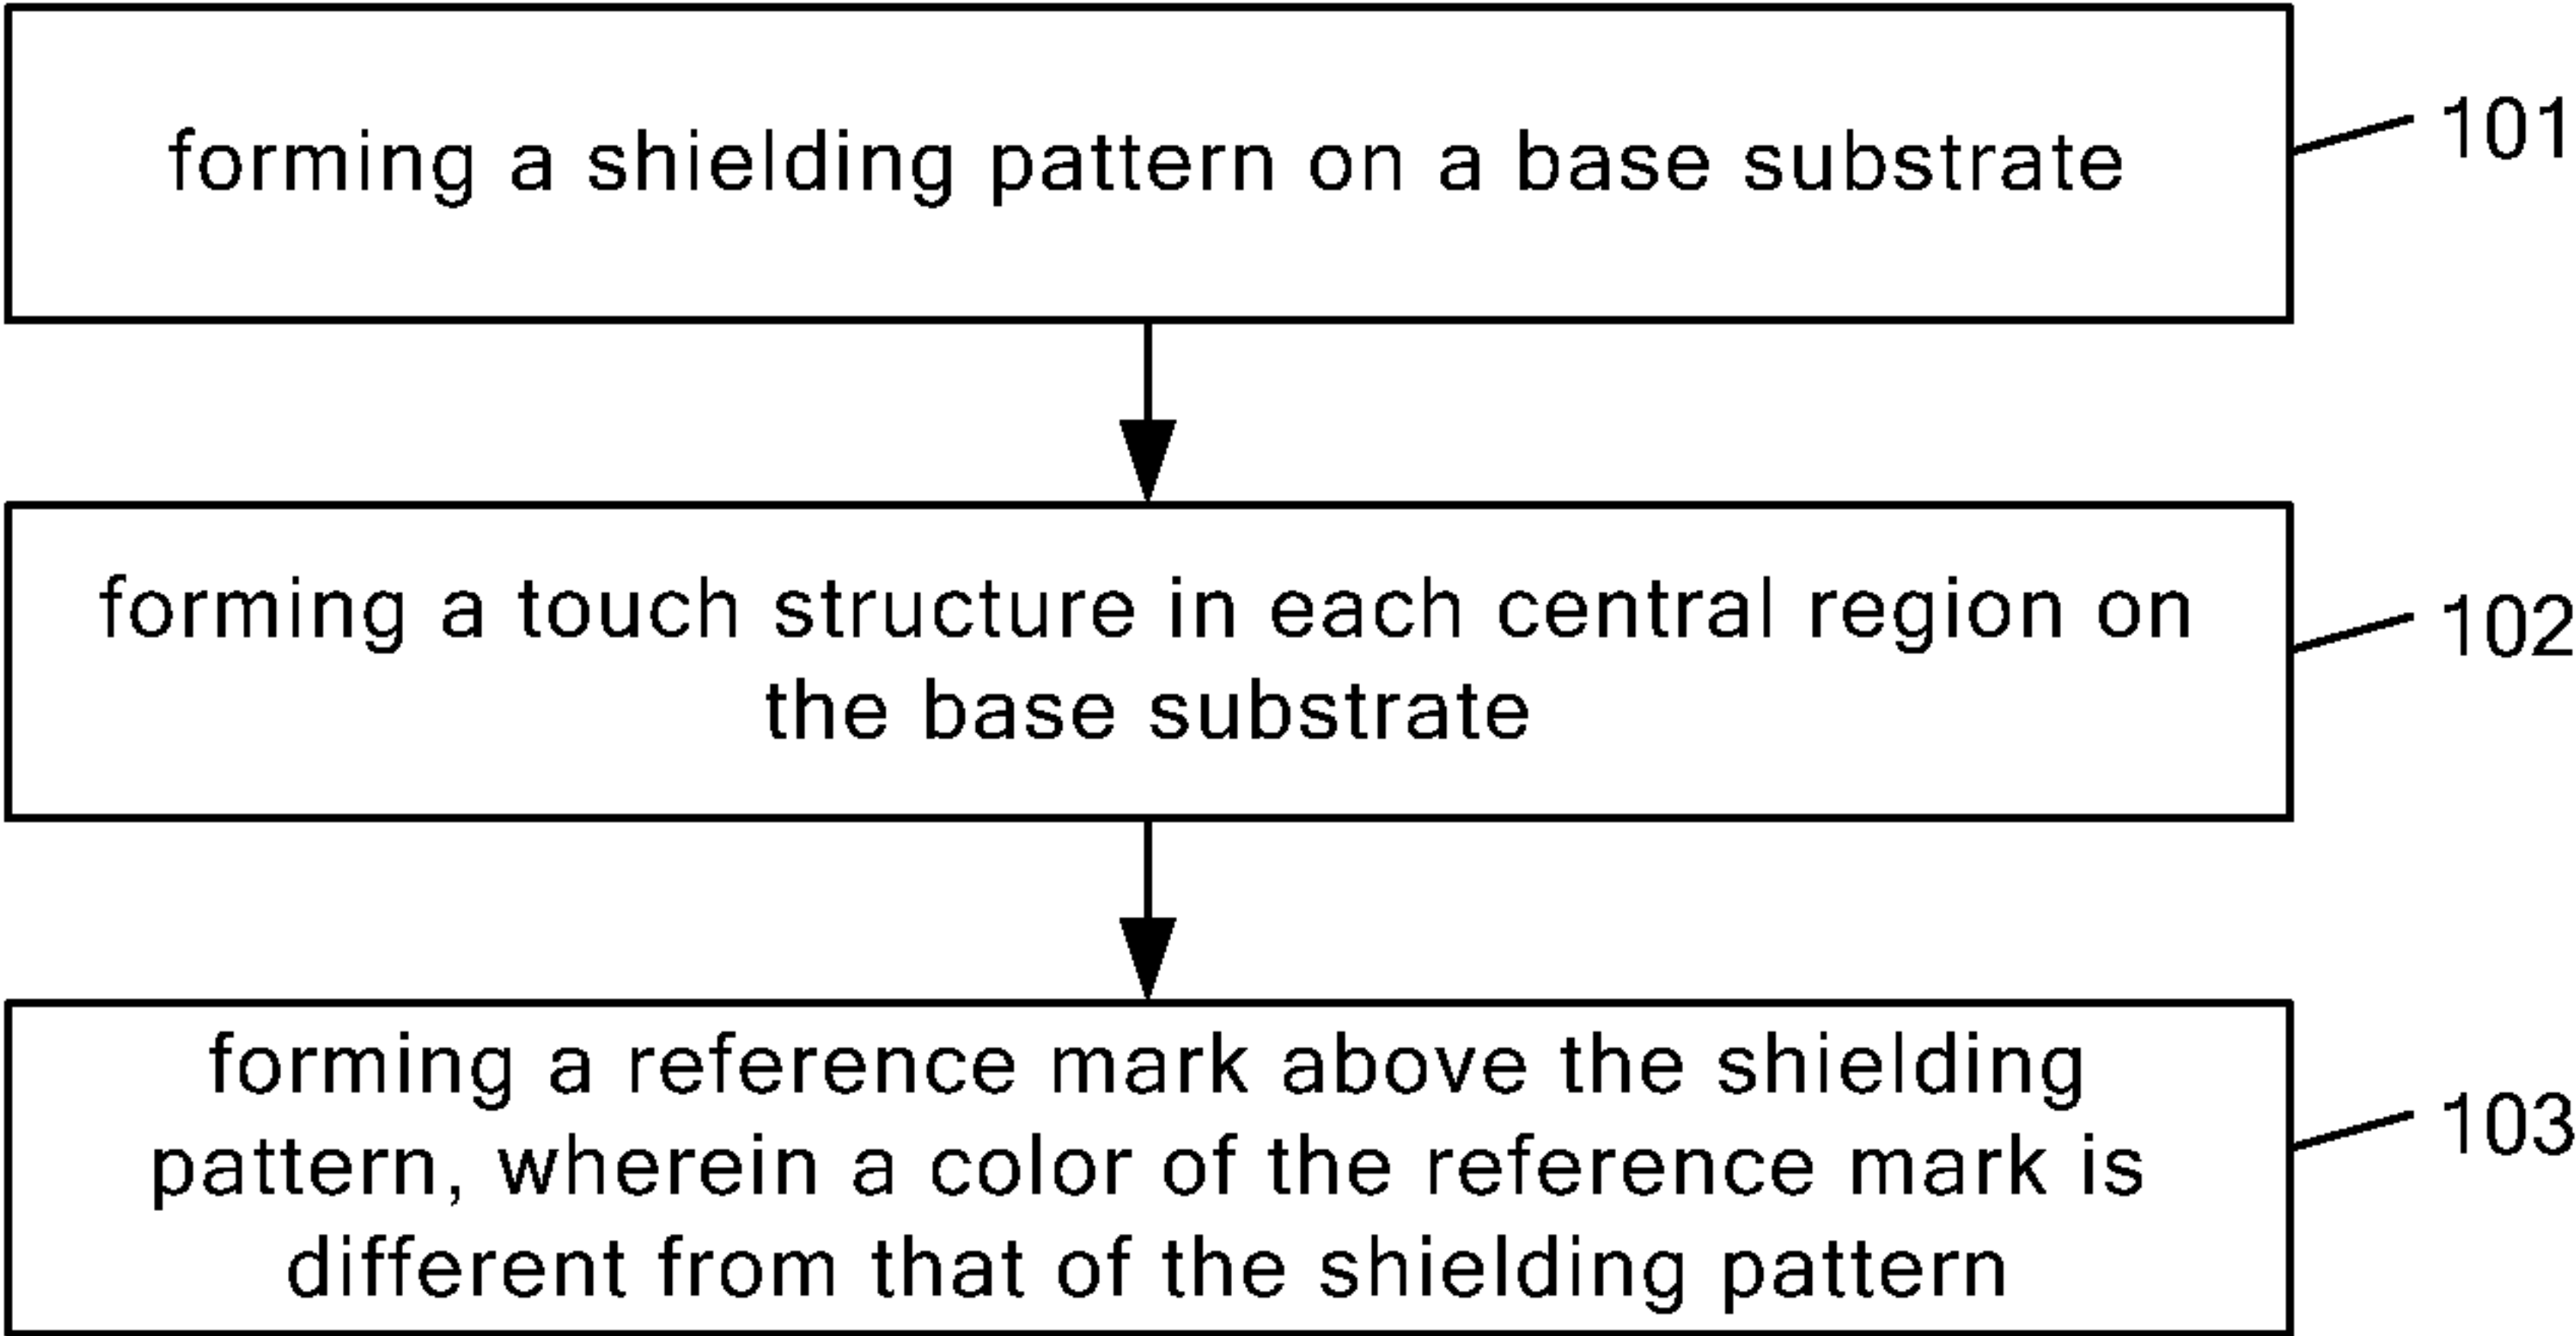 forming a shielding pattern on a base substrate
101
forming a touch structure in each central region on
the base substrate
102
forming a reference mark above the shielding
pattern, wherein a color of the reference mark is
different from that of the shielding pattern
103